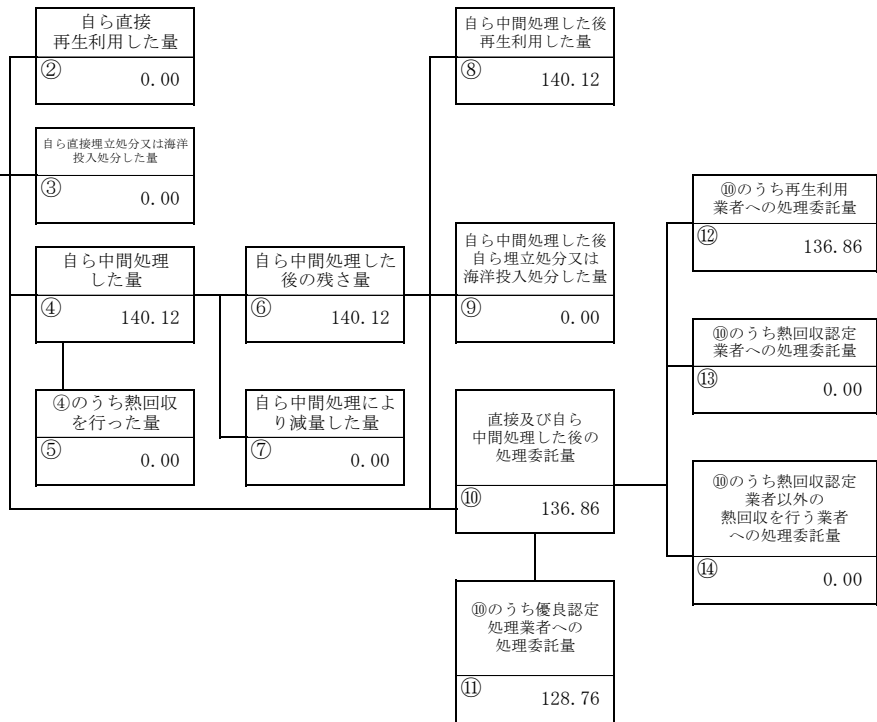 自ら直接
再生利用した量
②
0.00
自ら直接埋立処分又は海洋
投入処分した量
③
0.00
自ら中間処理
した量
④
140.12
④のうち熱回収
を行った量
⑤
0.00
自ら中間処理した
後の残さ量
⑥
140.12
自ら中間処理によ
り減量した量
⑦
0.00
自ら中間処理した後
再生利用した量
⑧
140.12
自ら中間処理した後
自ら埋立処分又は
海洋投入処分した量
⑨
0.00
直接及び自ら
中間処理した後の
処理委託量
⑩
136.86
⑩のうち優良認定
処理業者への
処理委託量
⑪
128.76
⑩のうち再生利用
業者への処理委託量
⑫
136.86
⑩のうち熱回収認定
業者への処理委託量
⑬
0.00
⑩のうち熱回収認定
業者以外の
熱回収を行う業者
への処理委託量
⑭
0.00